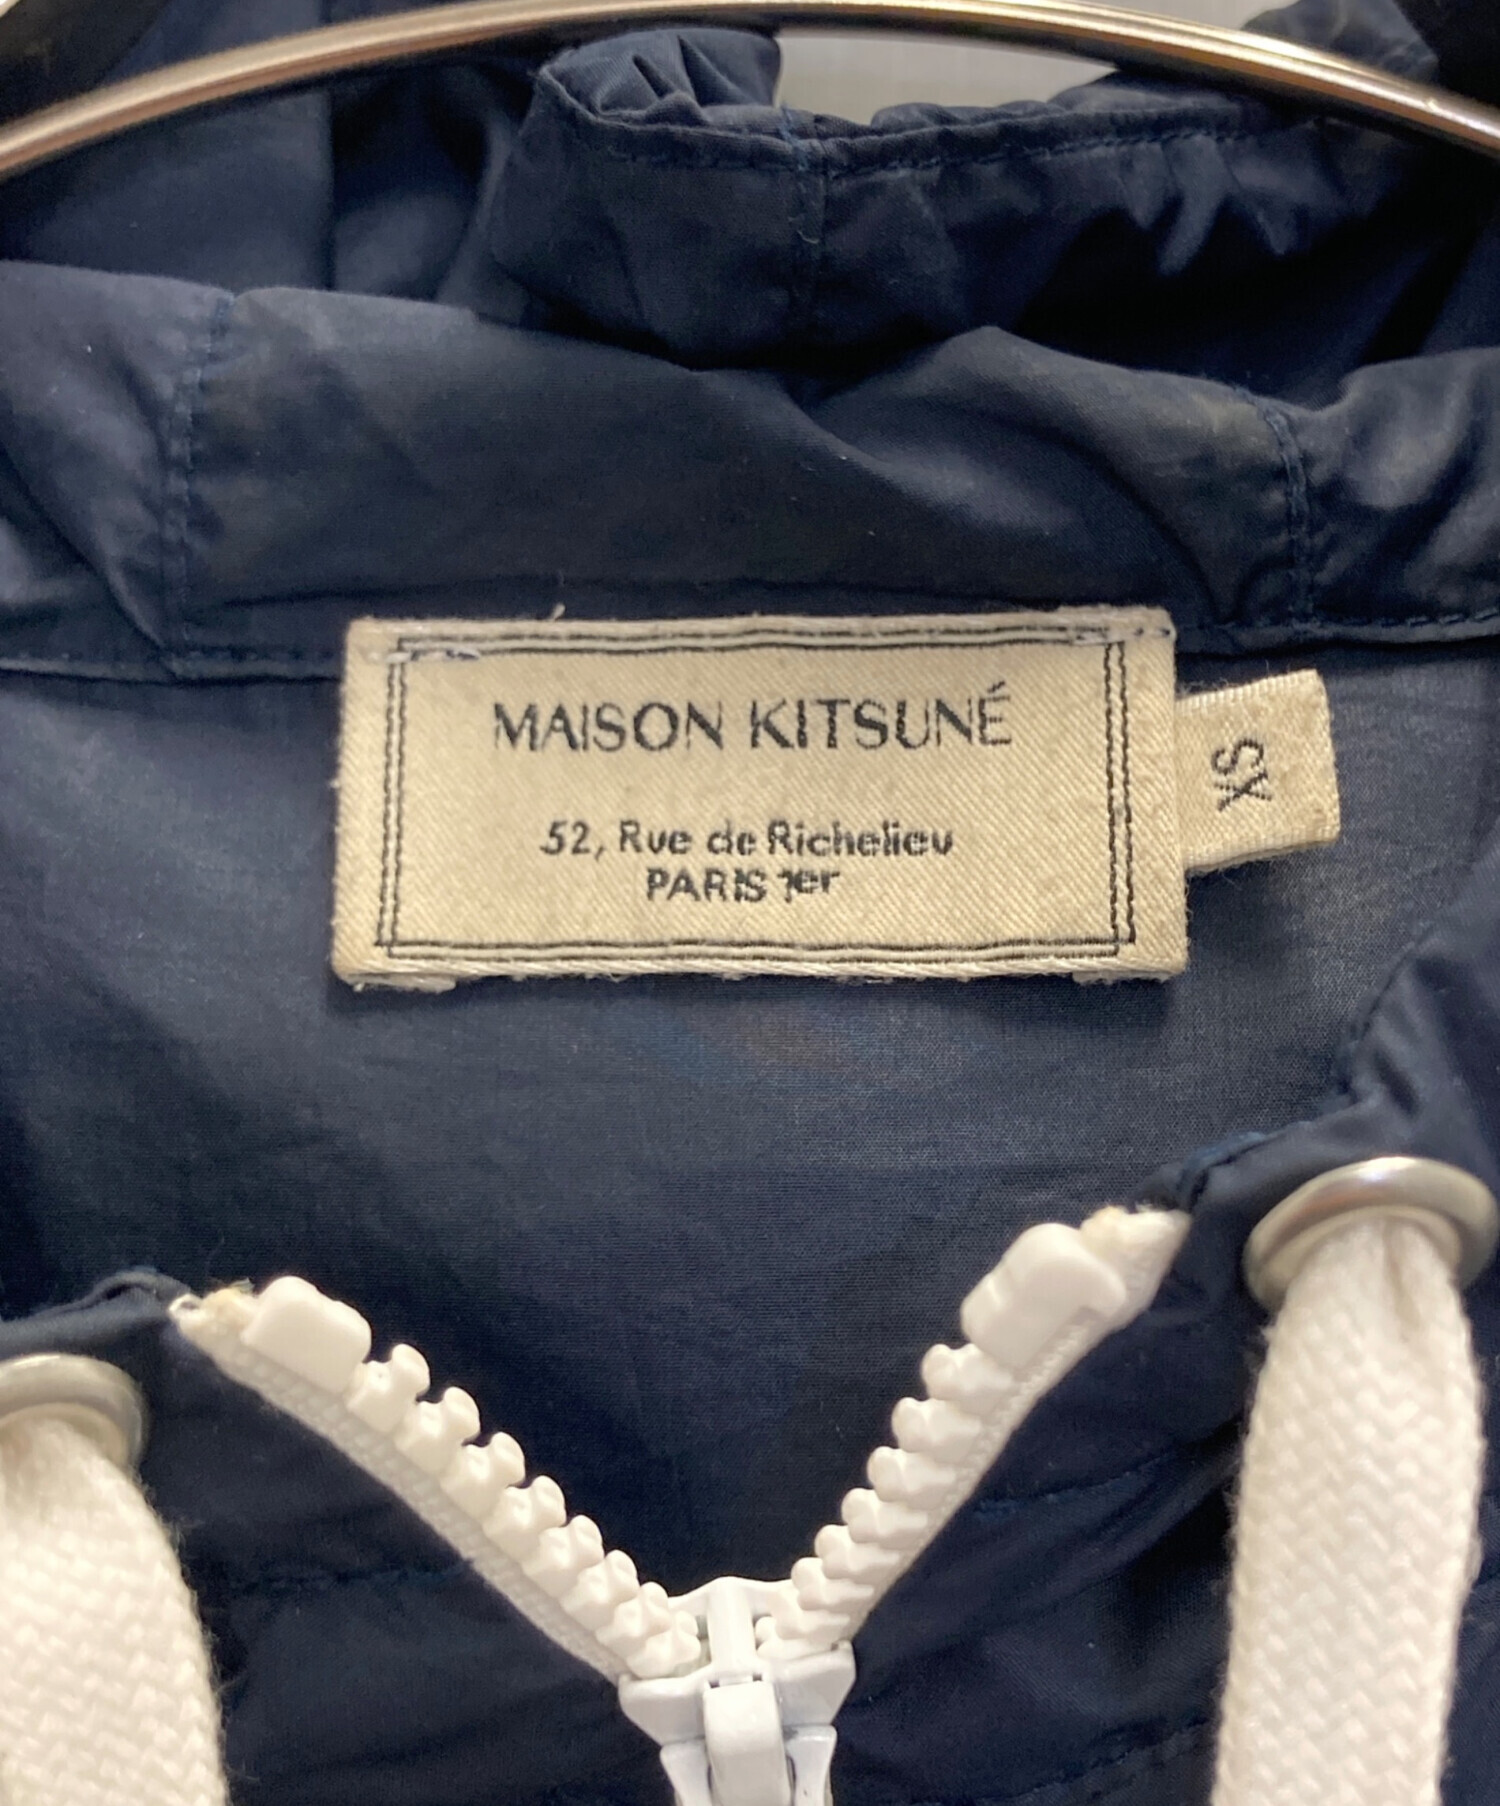 MAISON KITSUNÉ
52, Rue de Richelieu
PARIS 1er
XS